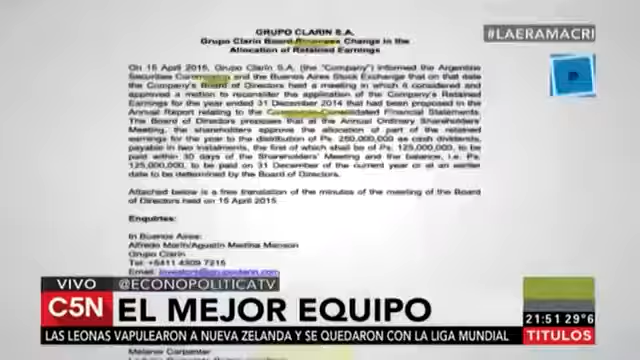 GRUPO CLARIN S.A.
#LAERAMACRI
Grupo Clarin Board Change in the
Allocation of Retained Earnings
On 15 April 2015, Grupo Clarín S.A. (the "Company") informed the Argentine
Securities Commission and the Buenos Aires Stock Exchange that on that date
the Company's Board of Directors held a meeting in which it considered and
approved a motion to reconsider the application of the Company's Retained
Earnings for the year ended 31 December 2014 that had been proposed in the
Annual Report relating to the Consolidated Financial Statements.
The Board of Directors proposes that at the Annual Ordinary Shareholders'
Meeting, the shareholders approve the allocation of part of the retained
earnings for the year to the distribution of Ps. 250,000,000 as cash dividends,
payable in two instalments, the first of which shall be of Ps. 125,000,000, to be
paid within 30 days of the Shareholders' Meeting and the balance, i.e. Ps.
125,000,000, to be paid on 31 December of the current year or at an earlier
date to be determined by the Board of Directors.
Attached below is a free translation of the minutes of the meeting of the Board
of Directors held on 15 April 2015
Enquiries:
In Buenos Aires:
Alfredo Marín/Agustín Medina Manson
Grupo Clarín
Tel: +5411 4309 7215
Email: investors@grupoclarin.com
VIVO
@ECONOPOLITICATV
C5N
EL MEJOR EQUIPO
21:51 29°6
LAS LEONAS VAPULEARON A NUEVA ZELANDA Y SE QUEDARON CON LA LIGA MUNDIAL
TITULOS
Melanie Carpenter